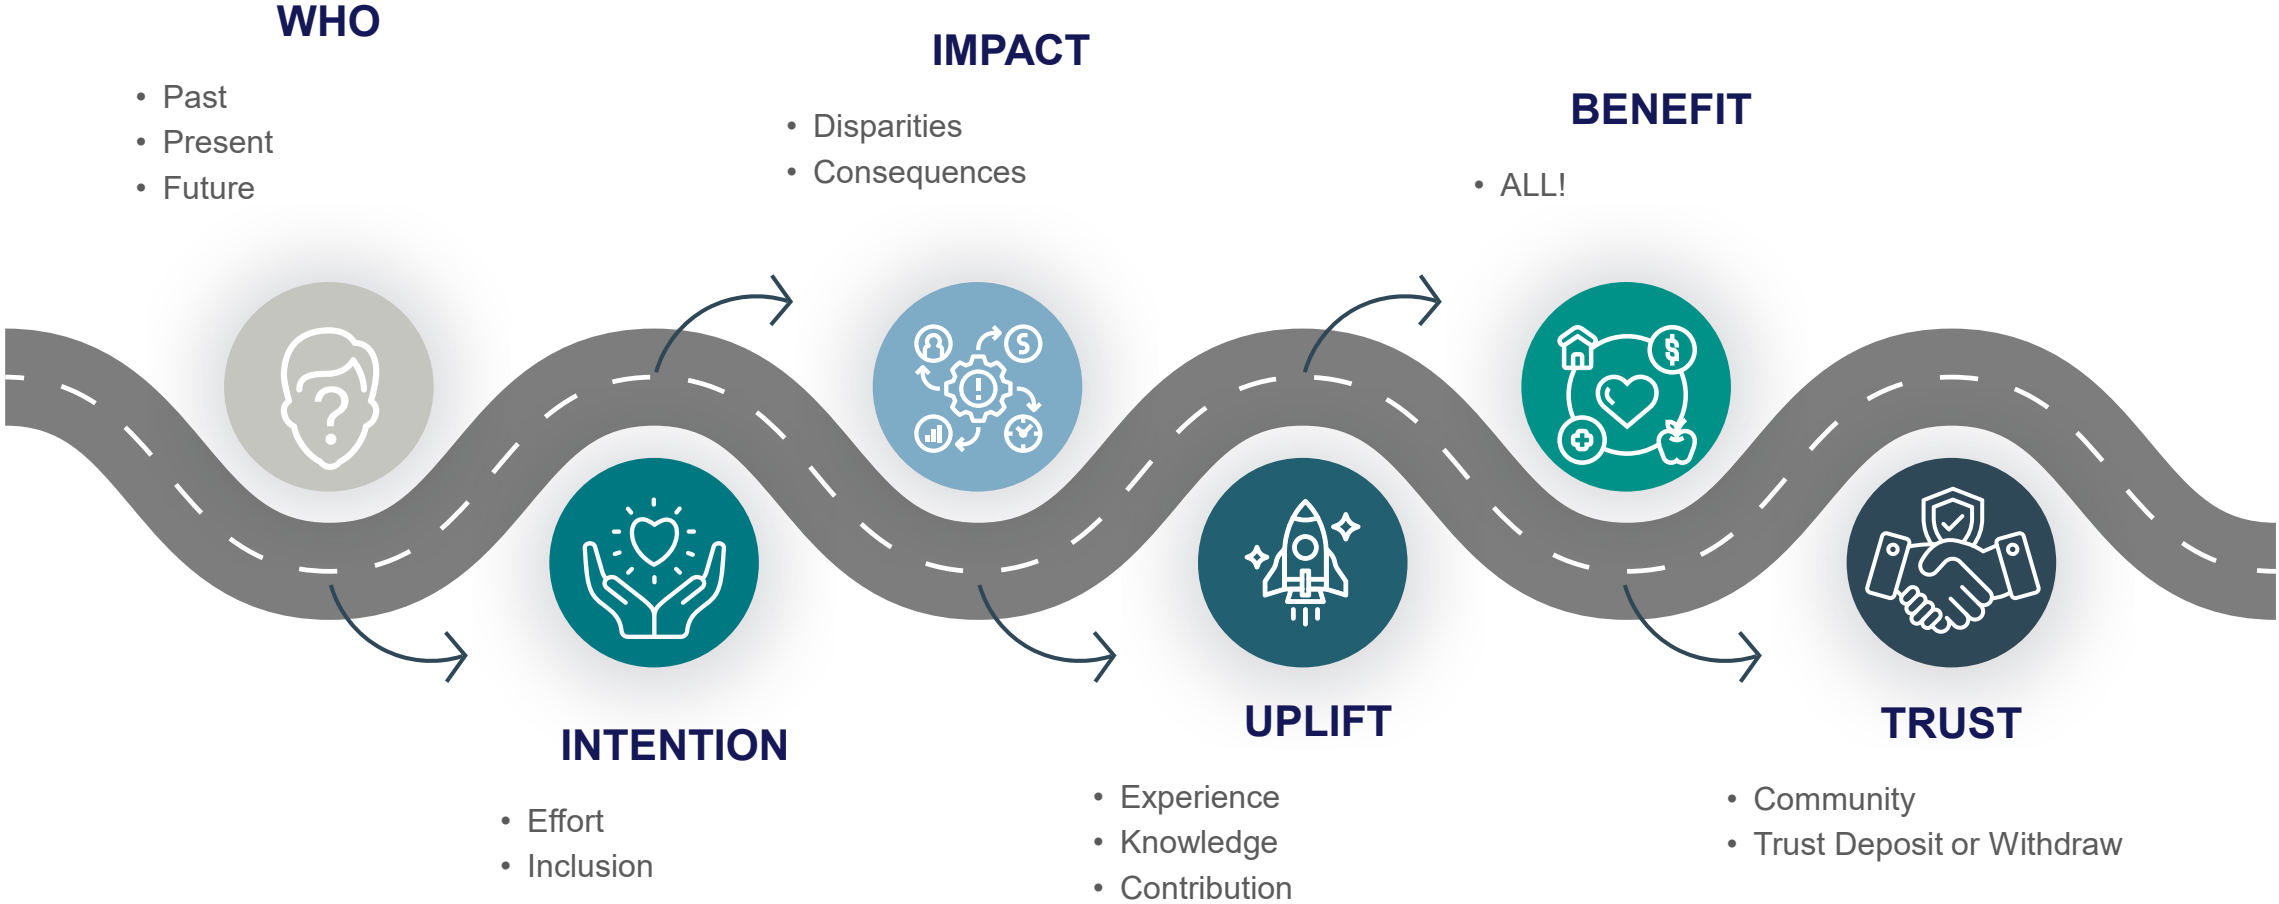 WHO
• Past
• Present
• Future
INTENTION
• Effort
• Inclusion
IMPACT
• Disparities
• Consequences
UPLIFT
• Experience
• Knowledge
• Contribution
BENEFIT
• ALL!
TRUST
• Community
• Trust Deposit or Withdraw